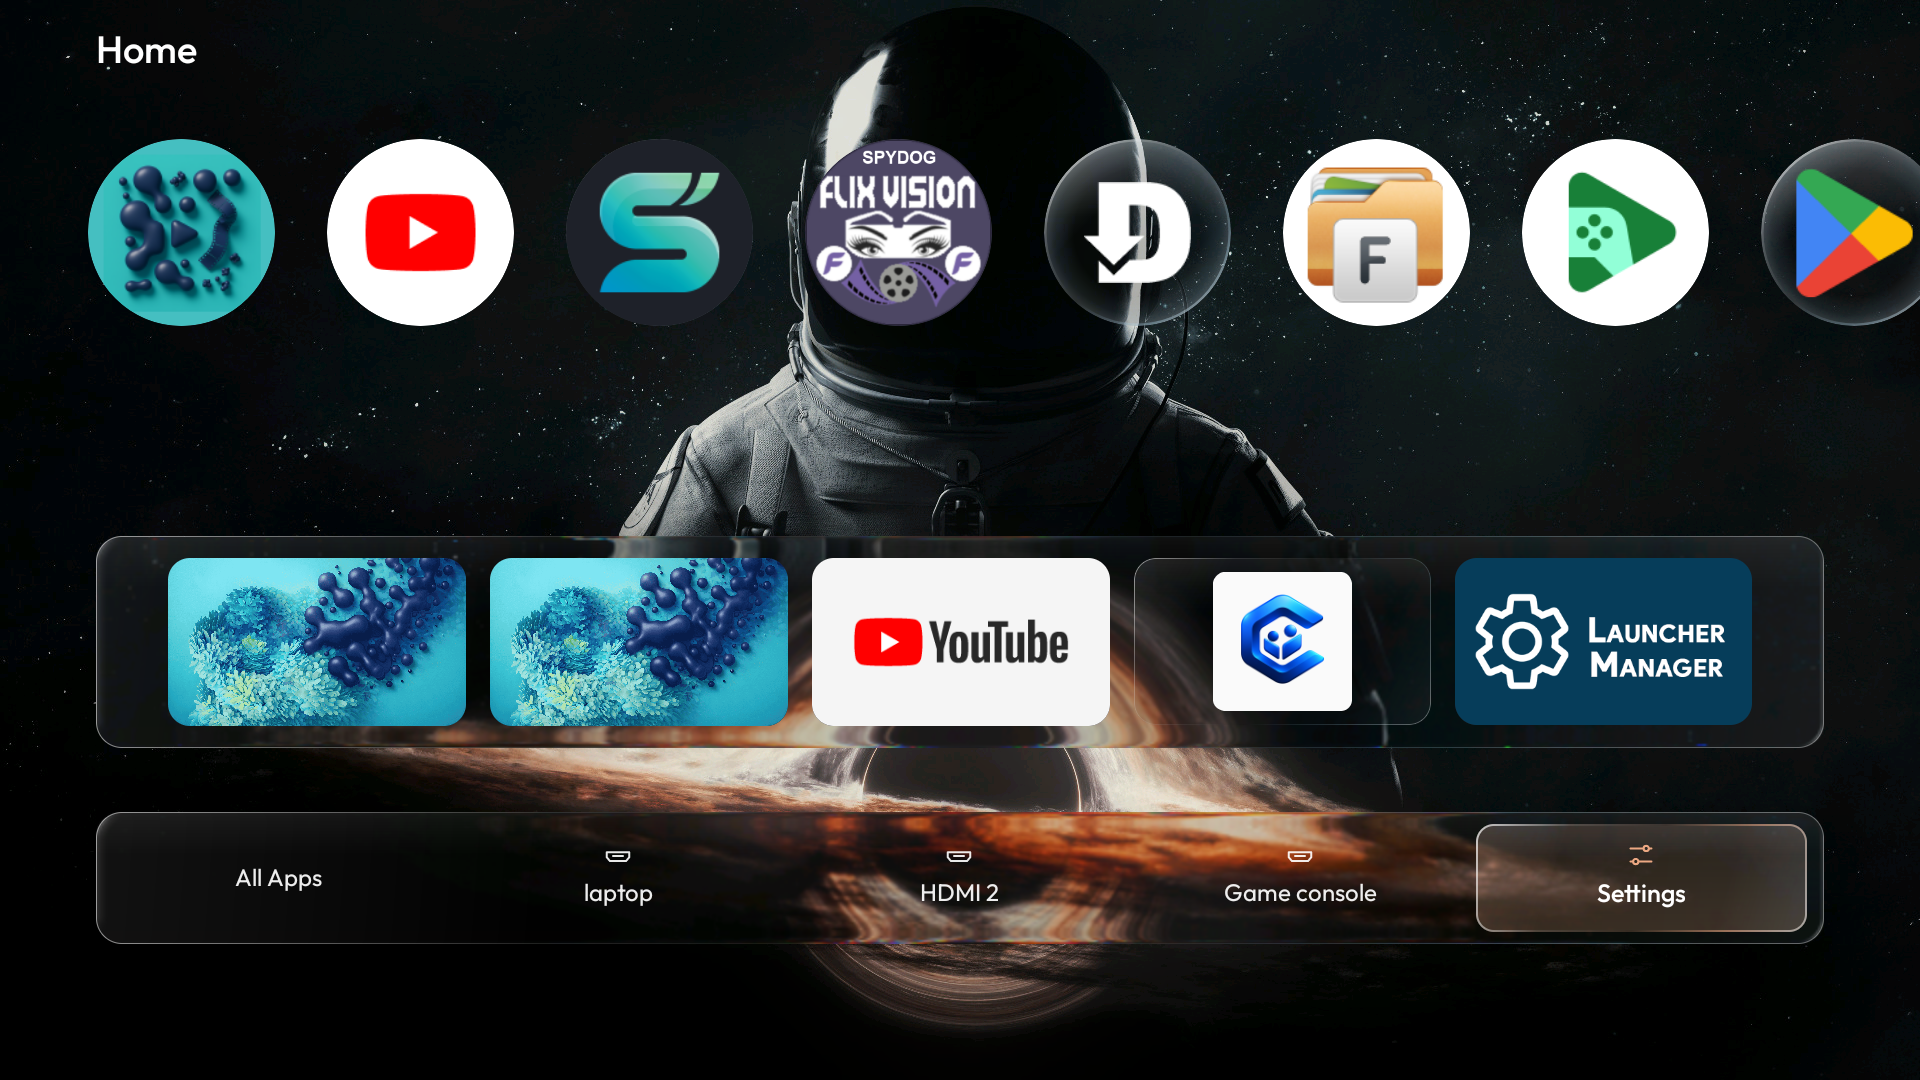 Home
SPYDOG
FLIX VISION
F
F
D
F
YouTube
LAUNCHER
MANAGER
All Apps
laptop
HDMI 2
Game console
Settings